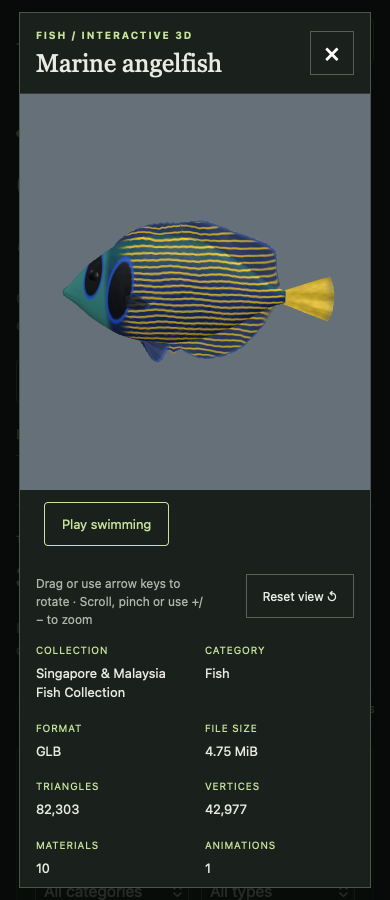 FISH / INTERACTIVE 3D
Marine angelfish
×
Play swimming
Drag or use arrow keys to
rotate · Scroll, pinch or use +/
− to zoom
Reset view ↺
COLLECTION
Singapore & Malaysia
Fish Collection
CATEGORY
Fish
FORMAT
GLB
FILE SIZE
4.75 MiB
TRIANGLES
82,303
VERTICES
42,977
MATERIALS
10
ANIMATIONS
1
All categories
All types